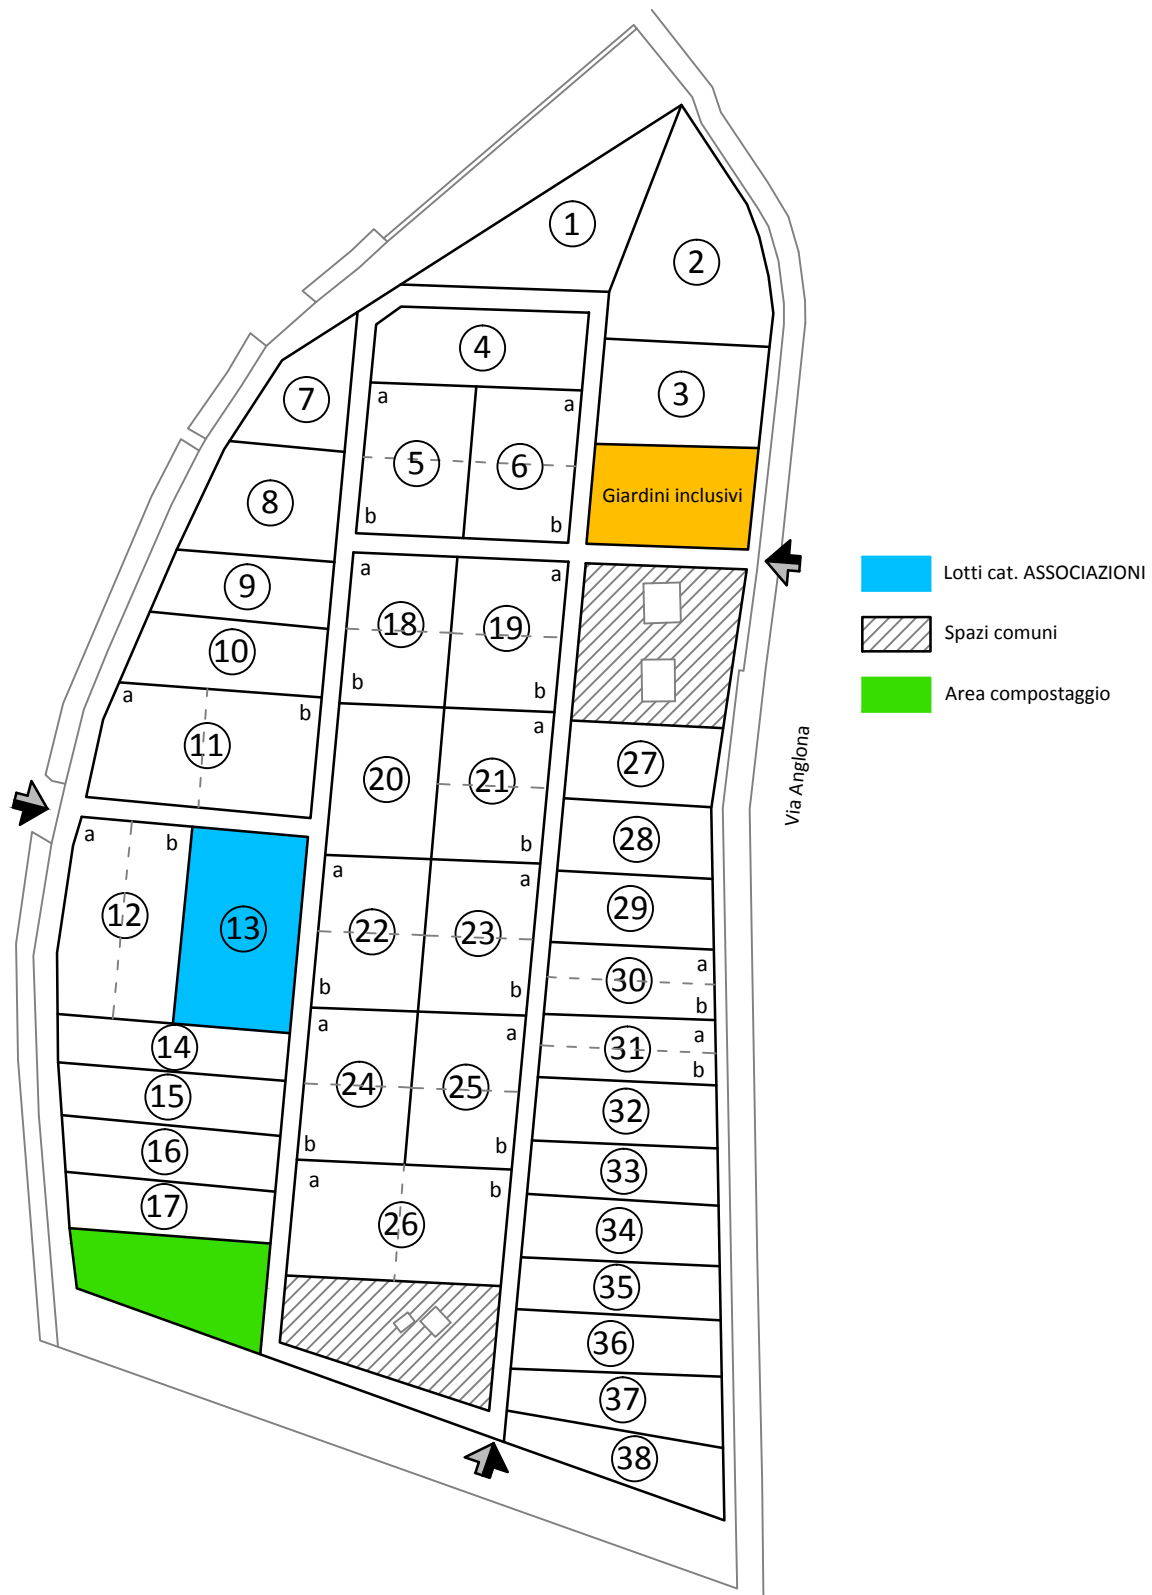 1
2
4
3
7
a
a
5
6
b
b
Giardini inclusivi
8
9
10
a
b
11
a
a
18
19
b
b
Lotti cat. ASSOCIAZIONI
Spazi comuni
Area compostaggio
20
a
21
b
27
Via Anglona
28
a
b
12
13
a
a
22
23
b
b
29
30
a
b
14
15
16
17
a
a
24
25
b
b
31
a
b
32
33
a
b
26
34
35
36
37
38